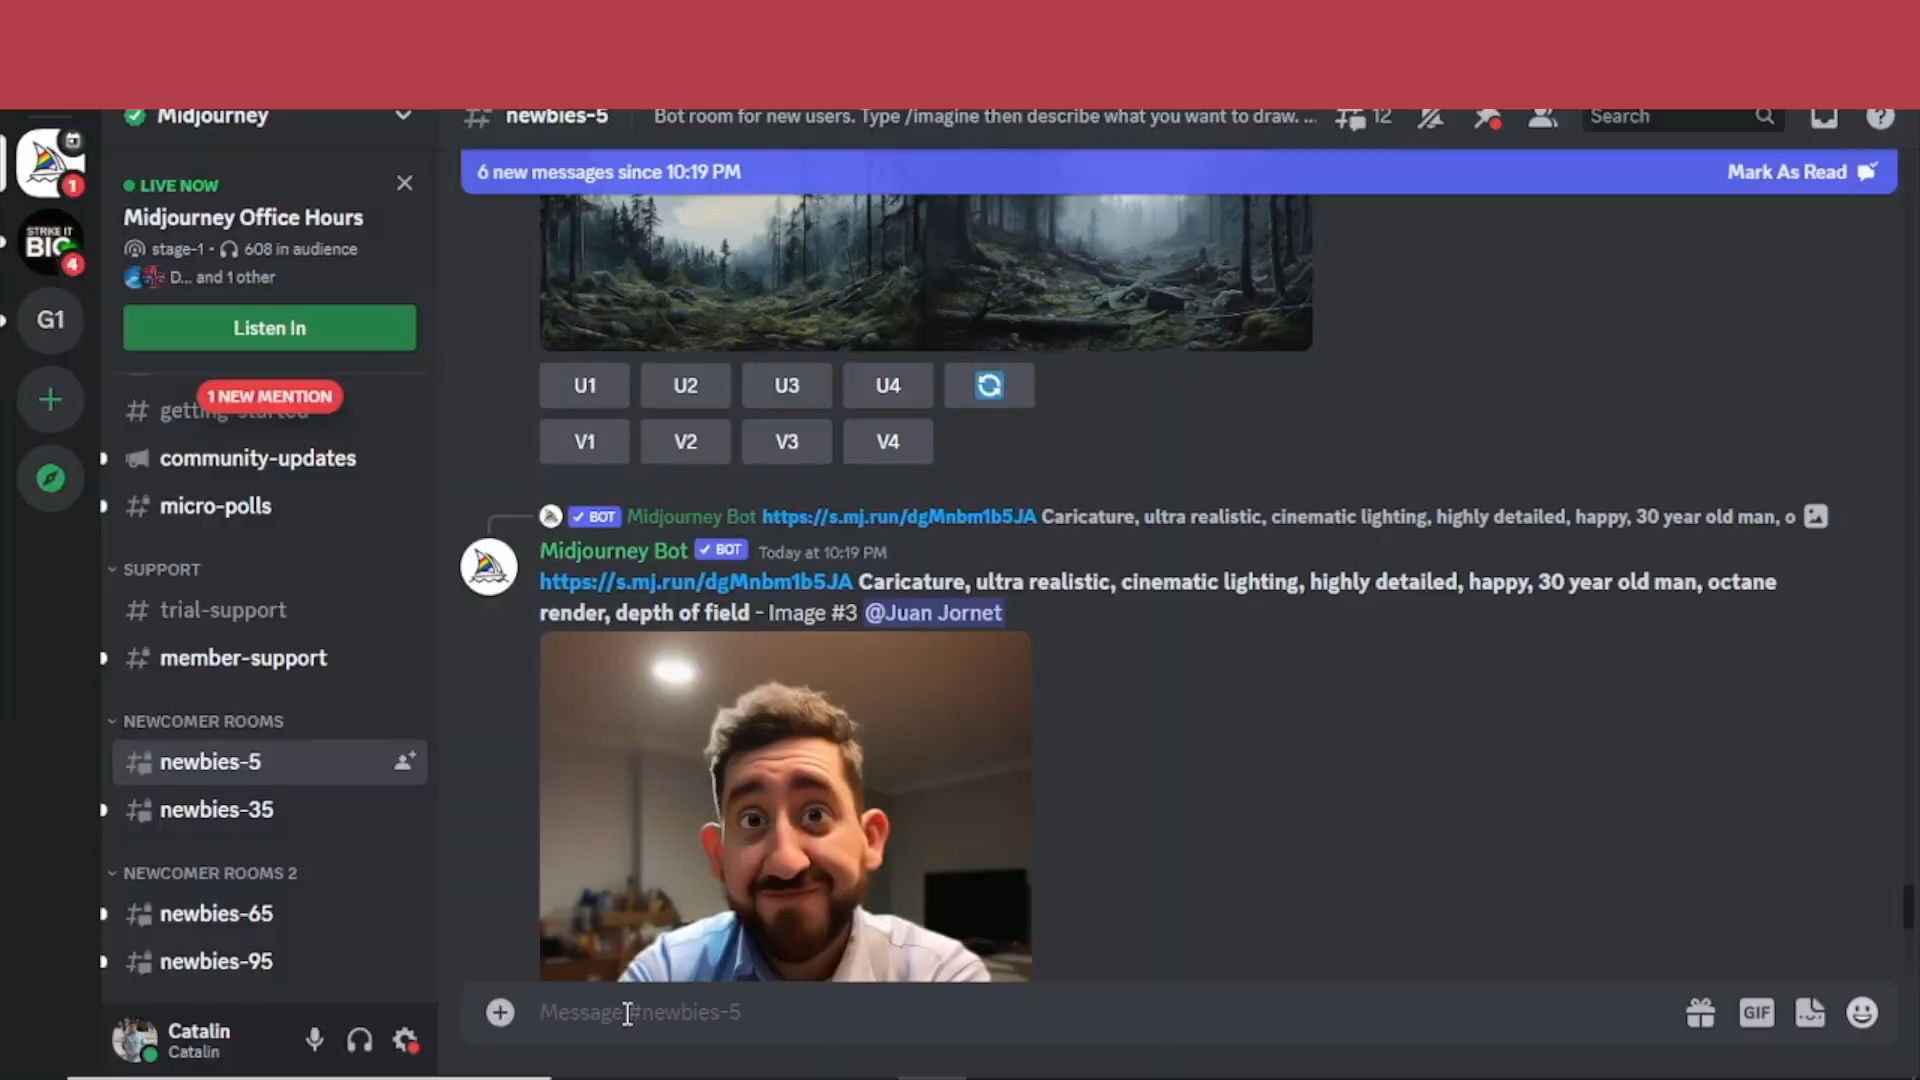 Midjourney
newbies-5
Bot room for new users. Type /imagine then describe what you want to draw. ...
12
Search
6 new messages since 10:19 PM
Mark As Read
1
STRIKE IT
BIG
4
G1
LIVE NOW
Midjourney Office Hours
stage-1 - 608 in audience
D... and 1 other
Listen In
1 NEW MENTION
getting-started
community-updates
micro-polls
SUPPORT
trial-support
member-support
NEWCOMER ROOMS
newbies-5
newbies-35
NEWCOMER ROOMS 2
newbies-65
newbies-95
Catalin
Catalin
U1 U2 U3 U4
V1 V2 V3 V4
✓ BOT Midjourney Bot https://s.mj.run/dgMnbm1b5JA Caricature, ultra realistic, cinematic lighting, highly detailed, happy, 30 year old man, o
Midjourney Bot ✓ BOT Today at 10:19 PM
https://s.mj.run/dgMnbm1b5JA Caricature, ultra realistic, cinematic lighting, highly detailed, happy, 30 year old man, octane
render, depth of field - Image #3 @Juan Jornet
Message #newbies-5
GIF